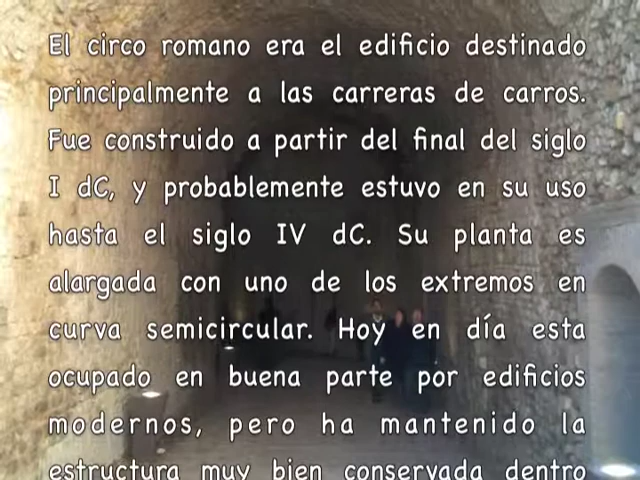 El circo romano era el edificio destinado
principalmente a las carreras de carros.
Fue construido a partir del final del siglo
I dC, y probablemente estuvo en su uso
hasta el siglo IV dC. Su planta es
alargada con uno de los extremos en
curva semicircular. Hoy en día esta
ocupado en buena parte por edificios
modernos, pero ha mantenido la
estructura muy bien conservada dentro